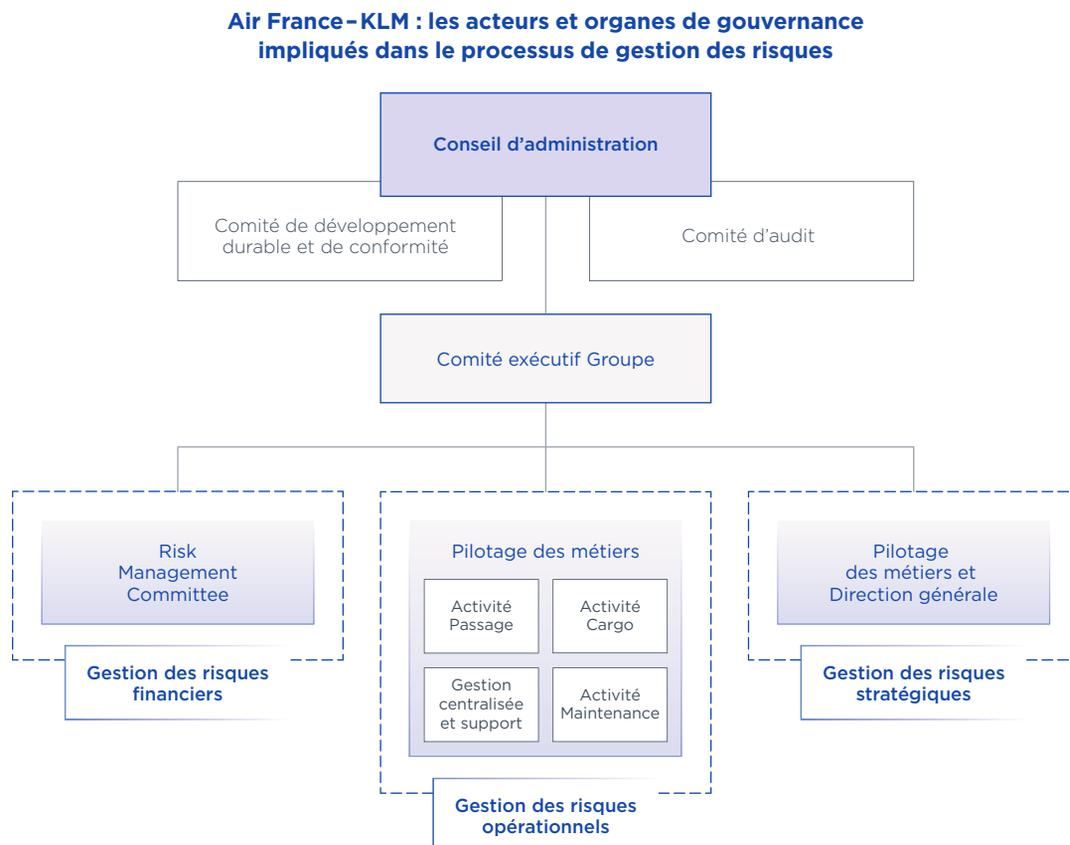 Air France–KLM : les acteurs et organes de gouvernance
impliqués dans le processus de gestion des risques
Conseil d’administration
Comité de développement
durable et de conformité
Comité d’audit
Comité exécutif Groupe
Risk
Management
Committee
Gestion des risques
financiers
Pilotage des métiers
Activité
Passage
Activité
Cargo
Gestion
centralisée
et support
Activité
Maintenance
Gestion des risques
opérationnels
Pilotage
des métiers et
Direction générale
Gestion des risques
stratégiques